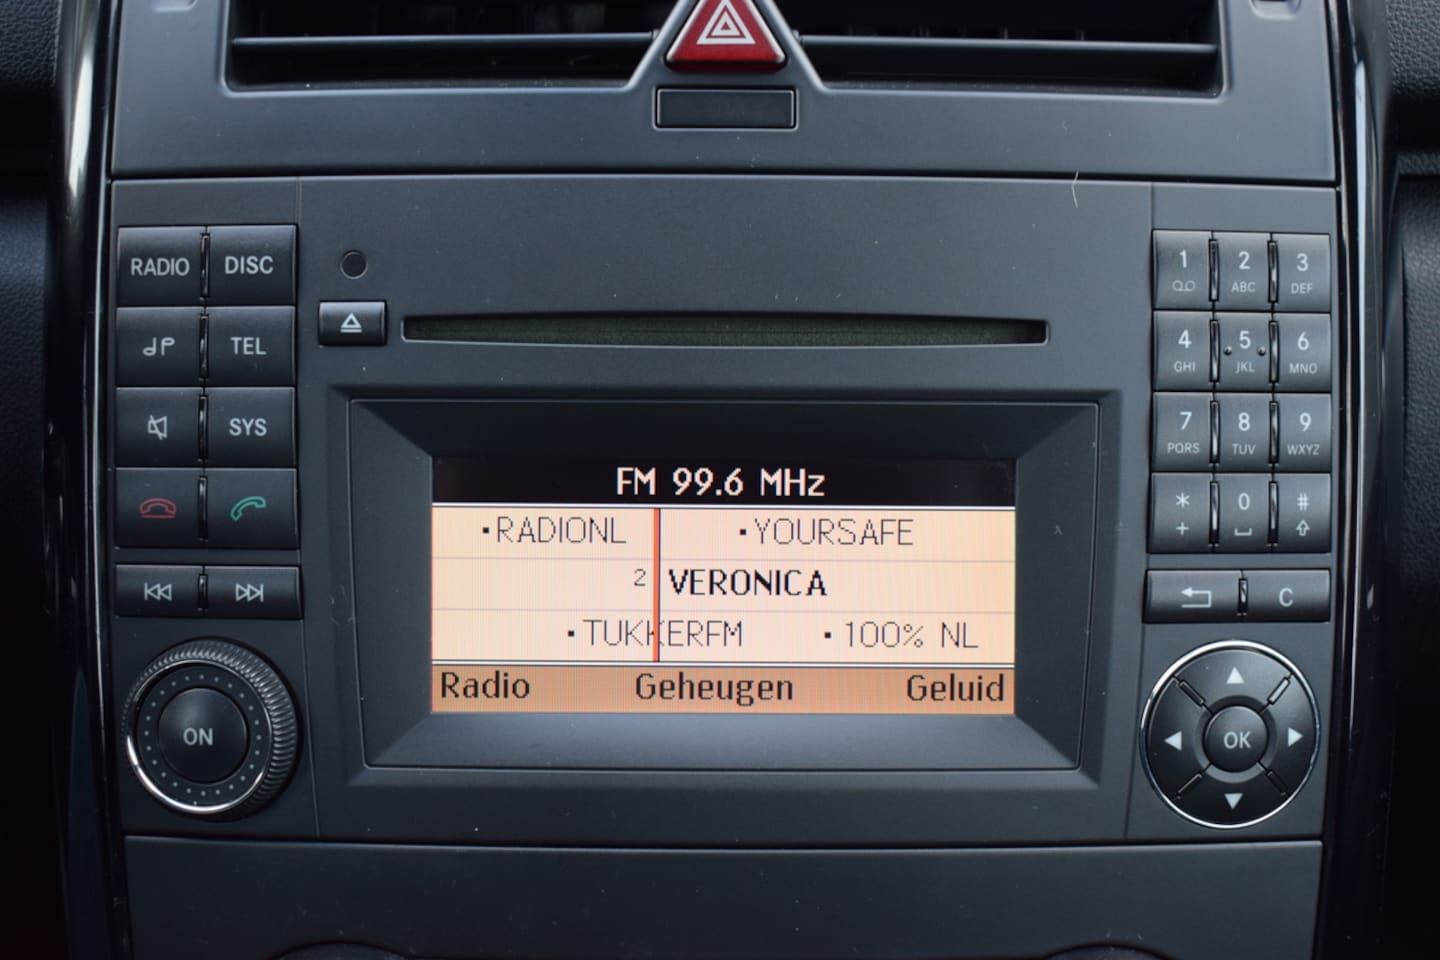 RADIO DISC
TEL
SYS
ON
FM 99.6 MHz
·RADIONL ·YOURSAFE
2 VERONICA
·TUKKERFM ·100% NL
Radio Geheugen Geluid
1 2 3
ABC DEF
4 5 6
GHI JKL MNO
7 8 9
PQRS TUV WXYZ
* 0 #
+
C
OK